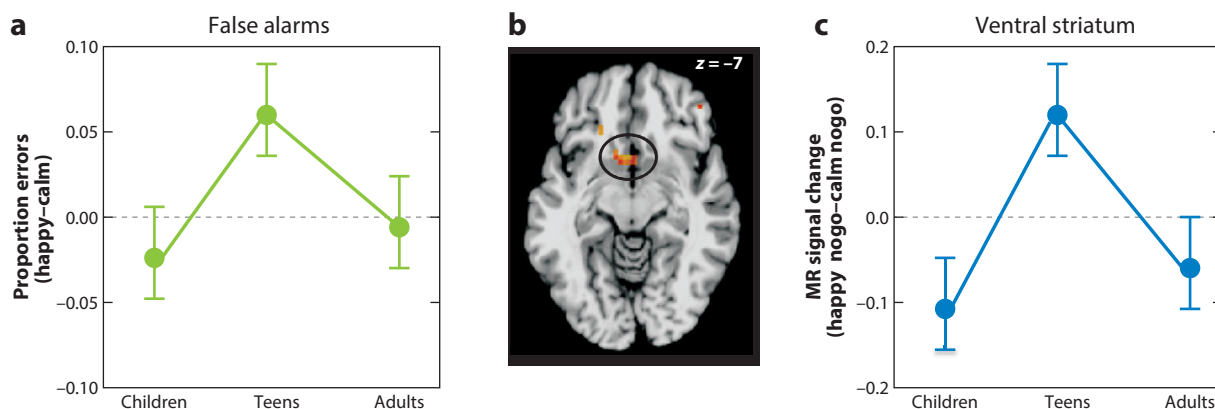 a
False alarms
Proportion errors
(happy–calm)
0.10
0.05
0.00
–0.05
–0.10
Children
Teens
Adults
b
z = –7
c
Ventral striatum
MR signal change
(happy nogo–calm nogo)
0.2
0.1
0.0
–0.1
–0.2
Children
Teens
Adults